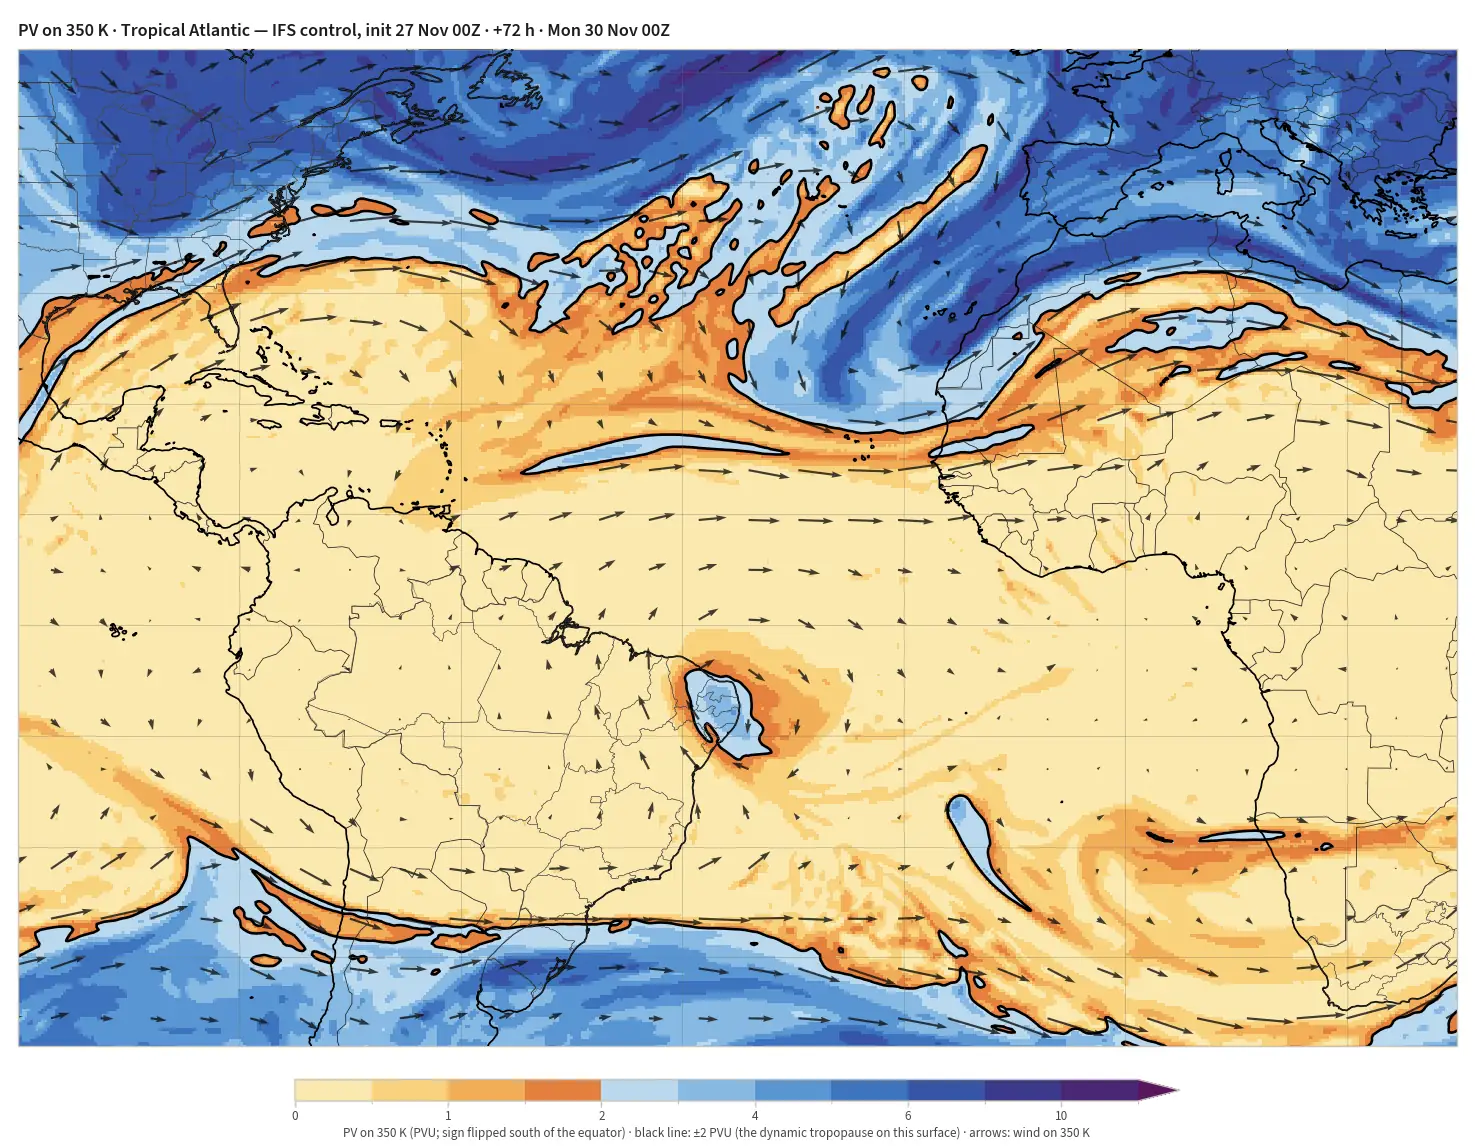 PV on 350 K · Tropical Atlantic — IFS control, init 27 Nov 00Z · +72 h · Mon 30 Nov 00Z
0 1 2 4 6 10
PV on 350 K (PVU; sign flipped south of the equator) · black line: ±2 PVU (the dynamic tropopause on this surface) · arrows: wind on 350 K